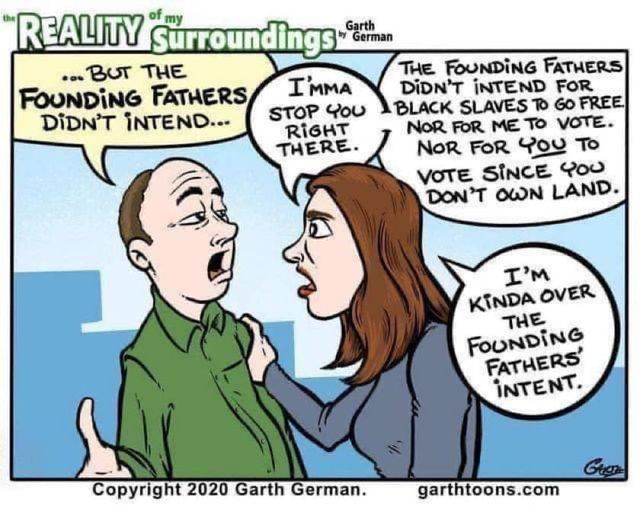 the REALITY of my Surroundings by Garth German
... BUT THE
FOUNDING FATHERS
DIDN'T INTEND...
I'MMA
STOP YOU
RIGHT
THERE.
THE FOUNDING FATHERS
DIDN'T INTEND FOR
BLACK SLAVES TO GO FREE.
NOR FOR ME TO VOTE.
NOR FOR YOU TO
VOTE SINCE YOU
DON'T OWN LAND.
I'M
KINDA OVER
THE
FOUNDING
FATHERS'
INTENT.
Garth
Copyright 2020 Garth German. garthtoons.com